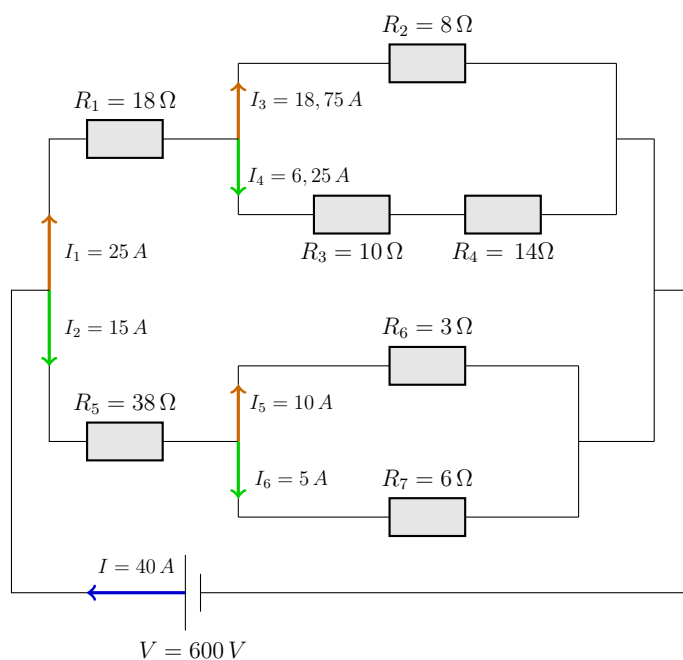 R₂ = 8 Ω
R₁ = 18 Ω
I₃ = 18, 75 A
I₄ = 6, 25 A
R₃ = 10 Ω
R₄ = 14Ω
I₁ = 25 A
I₂ = 15 A
R₆ = 3 Ω
R₅ = 38 Ω
I₅ = 10 A
I₆ = 5 A
R₇ = 6 Ω
I = 40 A
V = 600 V